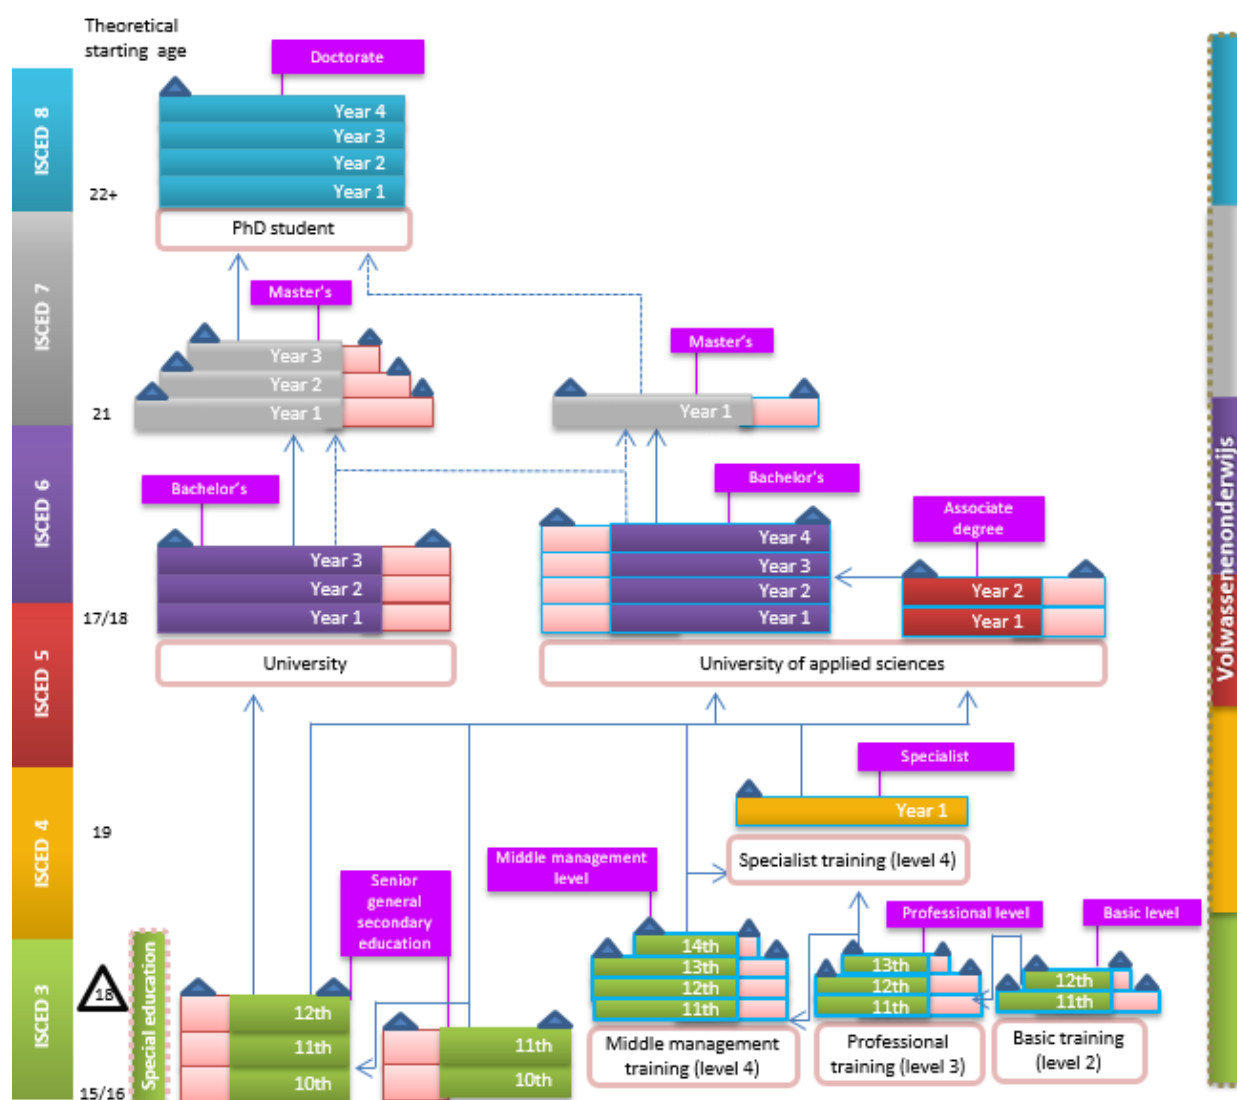 Theoretical
starting age
Doctorate
ISCED 8
Year 4
Year 3
Year 2
Year 1
22+
PhD student
ISCED 7
Master's
Year 3
Year 2
Year 1
Master's
Year 1
21
ISCED 6
Bachelor's
Year 3
Year 2
Year 1
Bachelor's
Year 4
Year 3
Year 2
Year 1
Associate
degree
Year 2
Year 1
Volwassenenonderwijs
17/18
University
University of applied sciences
ISCED 5
Specialist
Year 1
ISCED 4
19
Specialist training (level 4)
Middle management
level
Senior
general
secondary
education
Professional level
Basic level
14th
13th
12th
11th
13th
12th
11th
12th
11th
ISCED 3
18
Special education
12th
11th
10th
11th
10th
Middle management
training (level 4)
Professional
training (level 3)
Basic training
(level 2)
15/16